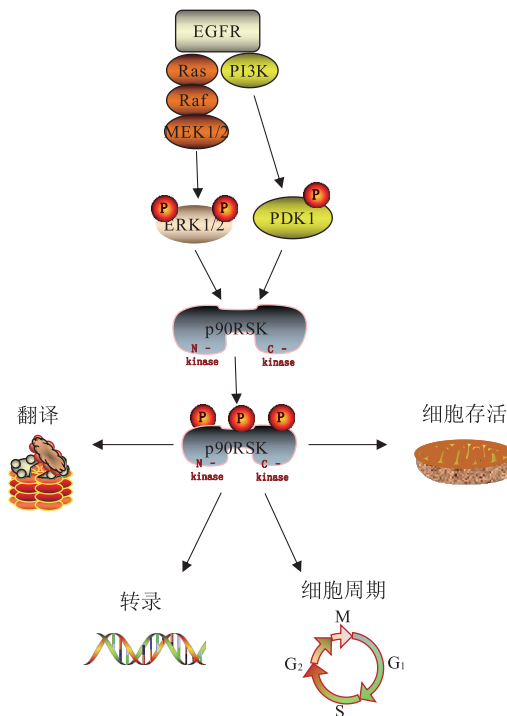 EGFR
Ras
PI3K
Raf
MEK1/2
P
P
ERK1/2
P
PDK1
p90RSK
N -
kinase
C -
kinase
翻译
P
P
P
p90RSK
N -
kinase
C -
kinase
细胞存活
转录
细胞周期
M
G₁
S
G₂